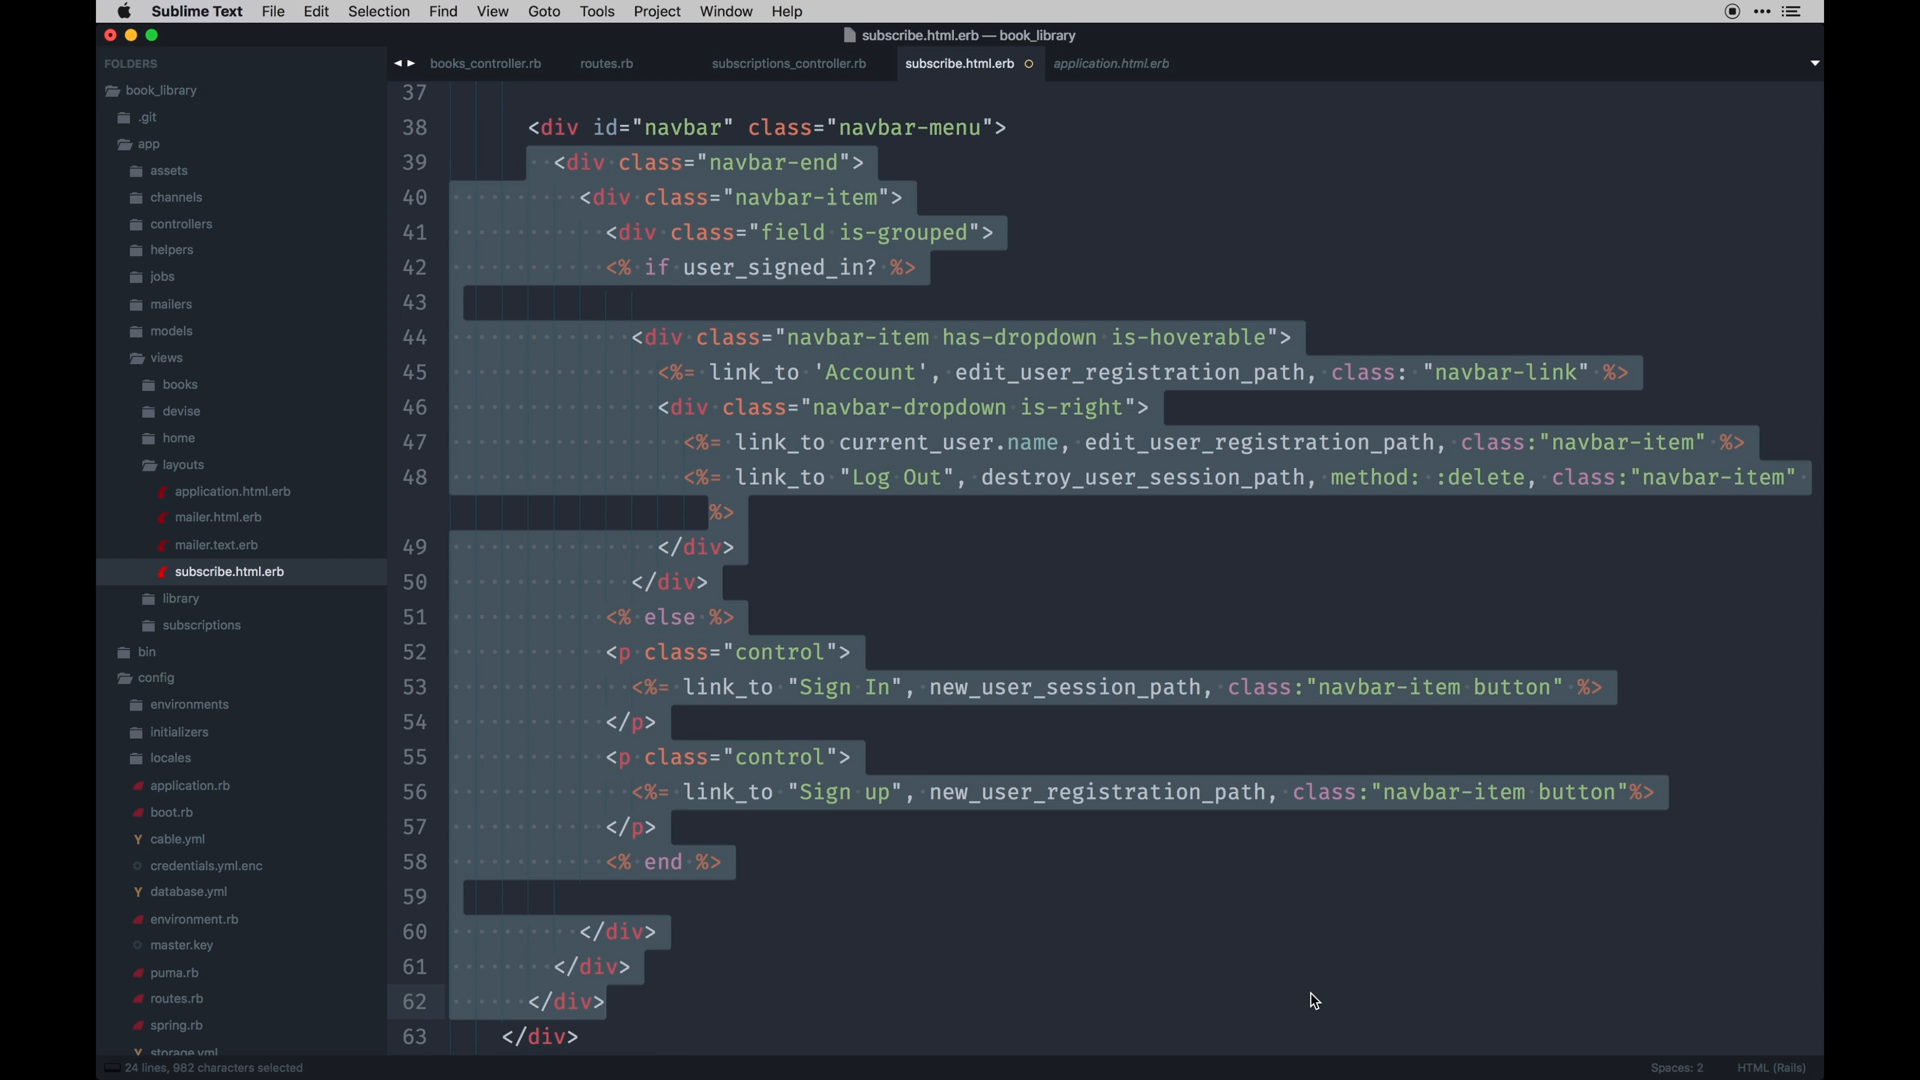 Sublime Text File Edit Selection Find View Goto Tools Project Window Help
subscribe.html.erb — book_library
FOLDERS
book_library
.git
app
assets
channels
controllers
helpers
jobs
mailers
models
views
books
devise
home
layouts
application.html.erb
mailer.html.erb
mailer.text.erb
subscribe.html.erb
library
subscriptions
bin
config
environments
initializers
locales
application.rb
boot.rb
cable.yml
credentials.yml.enc
database.yml
environment.rb
master.key
puma.rb
routes.rb
spring.rb
storage.yml
books_controller.rb routes.rb subscriptions_controller.rb subscribe.html.erb application.html.erb
37
38 <div id="navbar" class="navbar-menu">
39 <div class="navbar-end">
40 <div class="navbar-item">
41 <div class="field is-grouped">
42 <% if user_signed_in? %>
43
44 <div class="navbar-item has-dropdown is-hoverable">
45 <%= link_to 'Account', edit_user_registration_path, class: "navbar-link" %>
46 <div class="navbar-dropdown is-right">
47 <%= link_to current_user.name, edit_user_registration_path, class:"navbar-item" %>
48 <%= link_to "Log Out", destroy_user_session_path, method: :delete, class:"navbar-item"
%>
49 </div>
50 </div>
51 <% else %>
52 <p class="control">
53 <%= link_to "Sign In", new_user_session_path, class:"navbar-item button" %>
54 </p>
55 <p class="control">
56 <%= link_to "Sign up", new_user_registration_path, class:"navbar-item button"%>
57 </p>
58 <% end %>
59
60 </div>
61 </div>
62 </div>
63 </div>
24 lines, 982 characters selected
Spaces: 2 HTML (Rails)